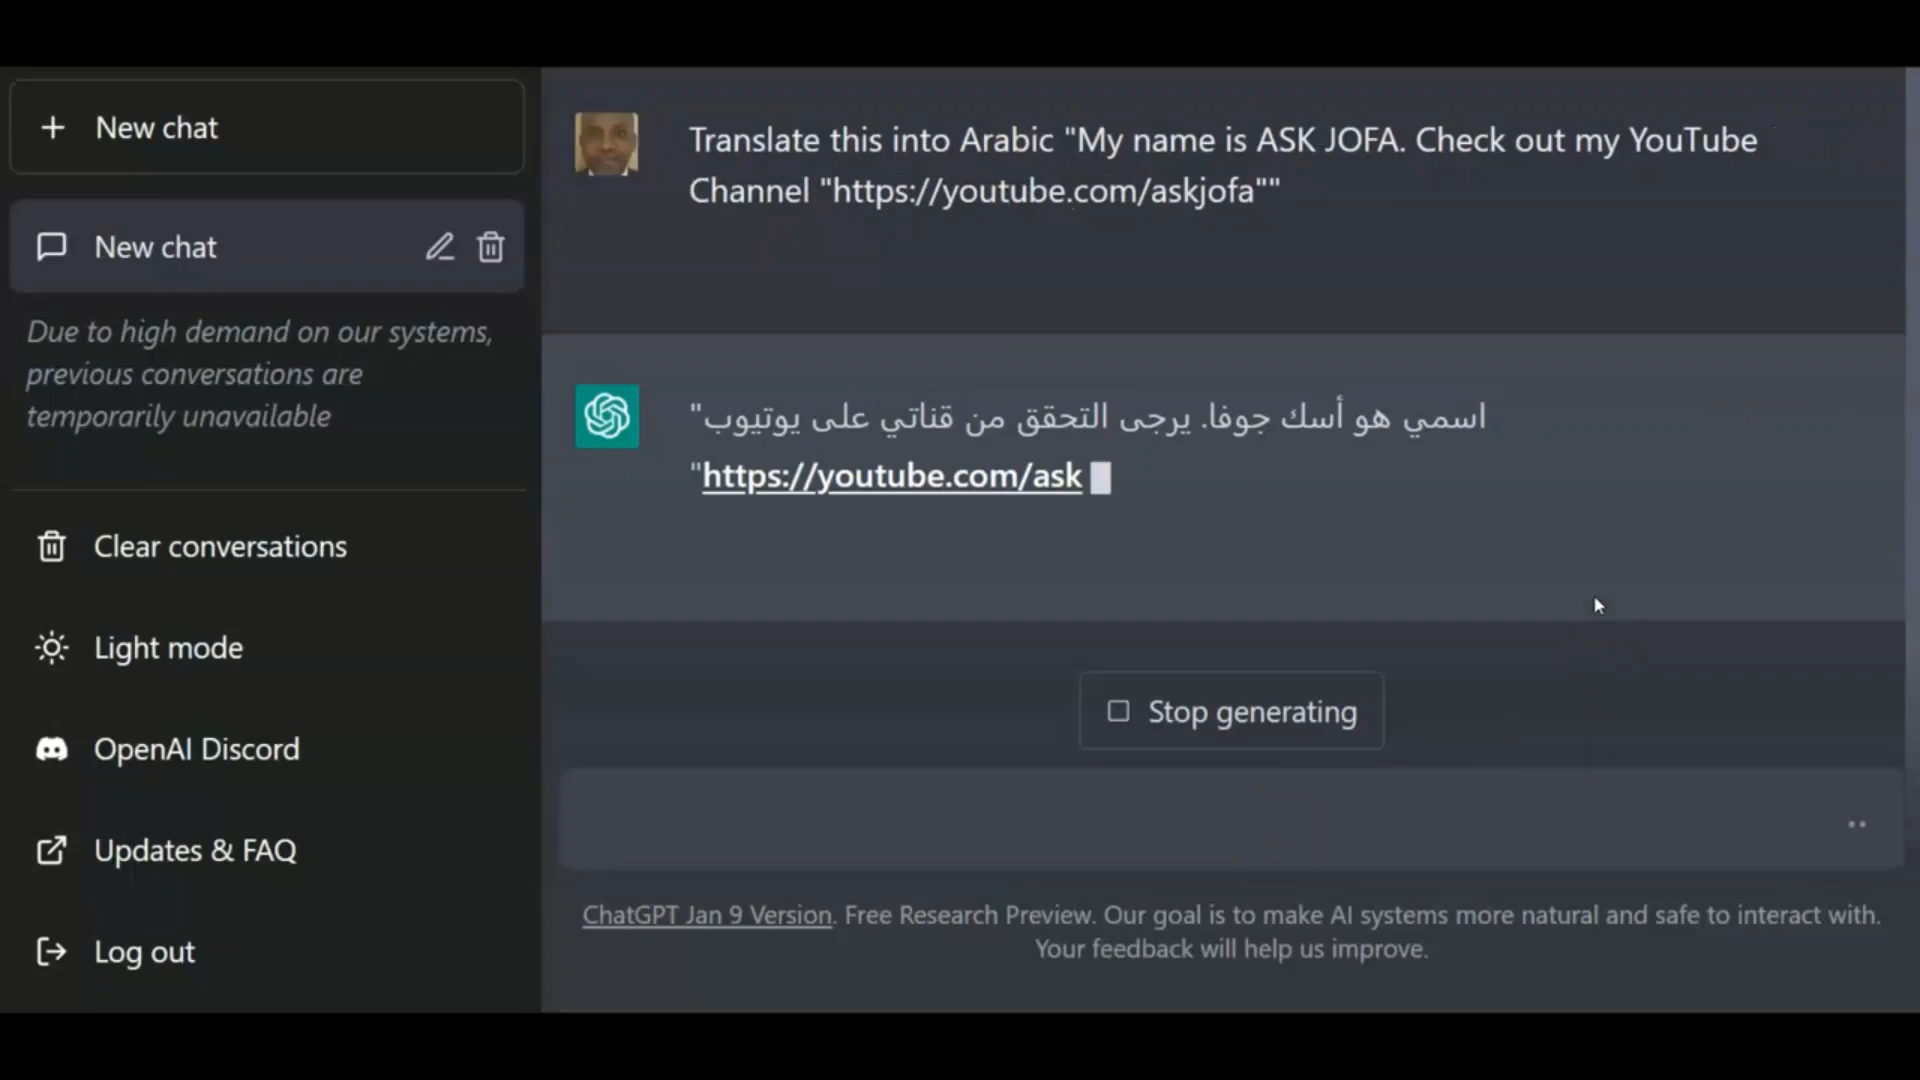 New chat
New chat
Due to high demand on our systems,
previous conversations are
temporarily unavailable
Clear conversations
Light mode
OpenAI Discord
Updates & FAQ
Log out
Translate this into Arabic "My name is ASK JOFA. Check out my YouTube
Channel "https://youtube.com/askjofa""
اسمي هو أسك جوفا. يرجى التحقق من قناتي على يوتيوب"
"https://youtube.com/ask
Stop generating
ChatGPT Jan 9 Version. Free Research Preview. Our goal is to make AI systems more natural and safe to interact with.
Your feedback will help us improve.